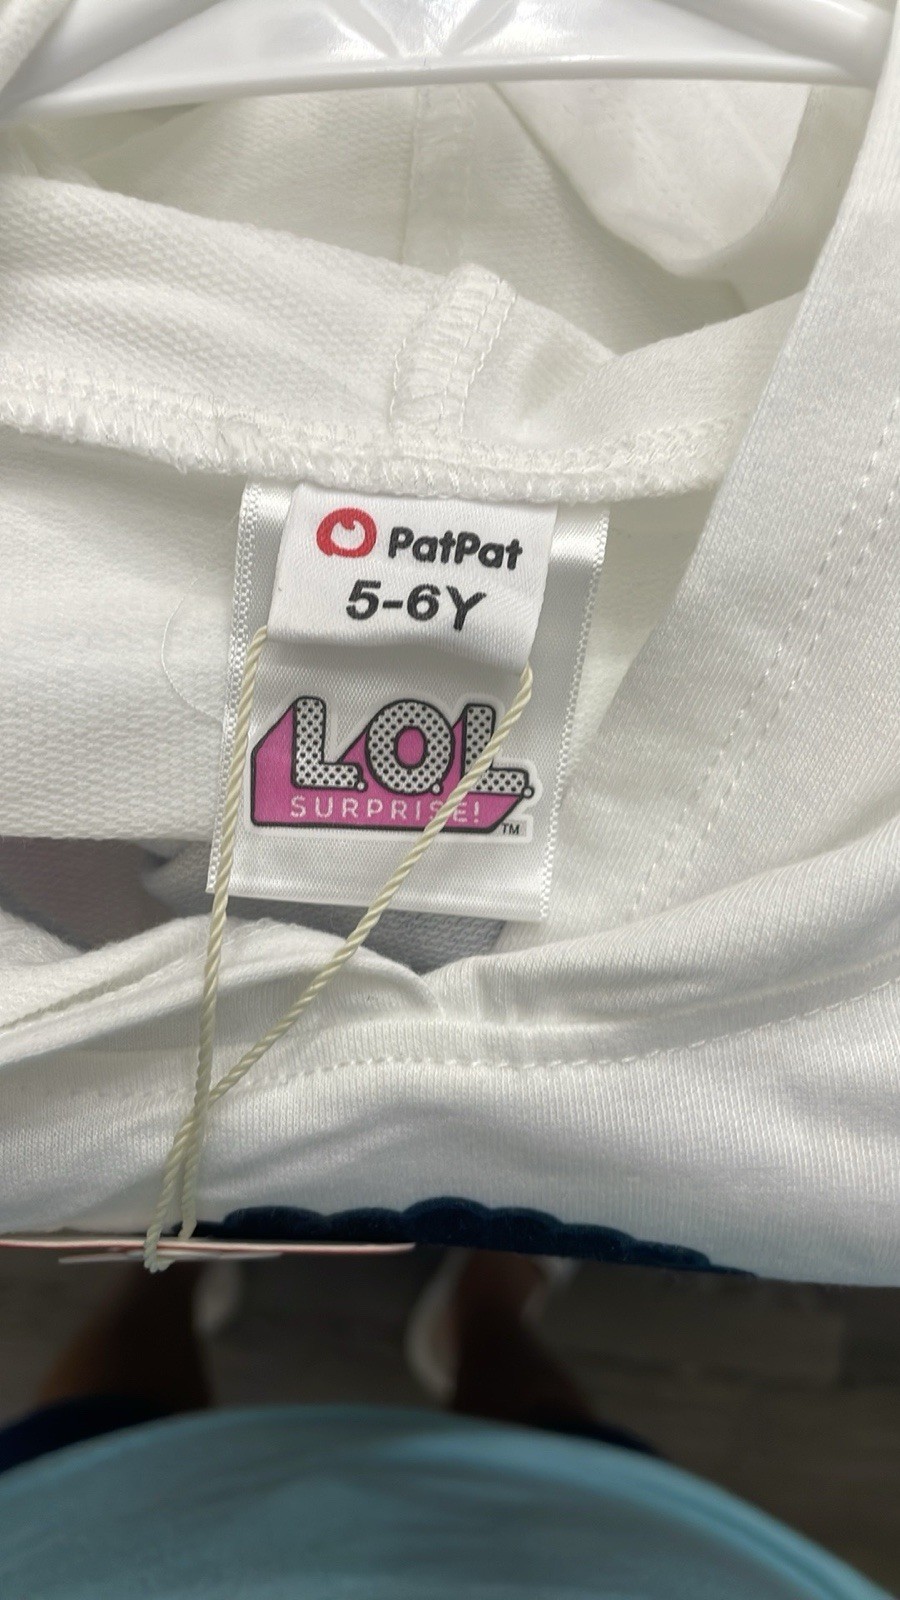 PatPat
5-6Y
L.O.L.
SURPRISE!
TM